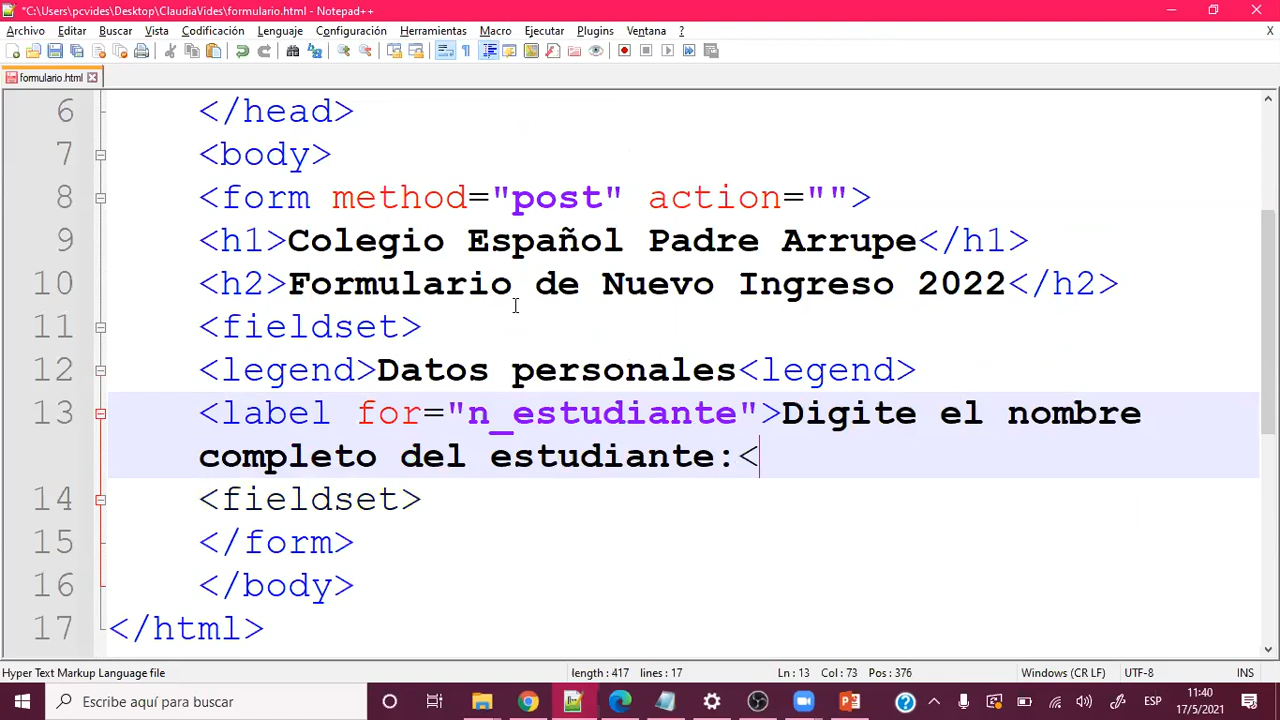 *C:\Users\pcvides\Desktop\ClaudiaVides\formulario.html - Notepad++
Archivo Editar Buscar Vista Codificación Lenguaje Configuración Herramientas Macro Ejecutar Plugins Ventana ? X
formulario.html
6 </head>
7 <body>
8 <form method="post" action="">
9 <h1>Colegio Español Padre Arrupe</h1>
10 <h2>Formulario de Nuevo Ingreso 2022</h2>
11 <fieldset>
12 <legend>Datos personales<legend>
13 <label for="n_estudiante">Digite el nombre
completo del estudiante:<
14 <fieldset>
15 </form>
16 </body>
17 </html>
Hyper Text Markup Language file length : 417 lines : 17 Ln : 13 Col : 73 Pos : 376 Windows (CR LF) UTF-8 INS
Escribe aquí para buscar ESP 11:40
17/5/2021